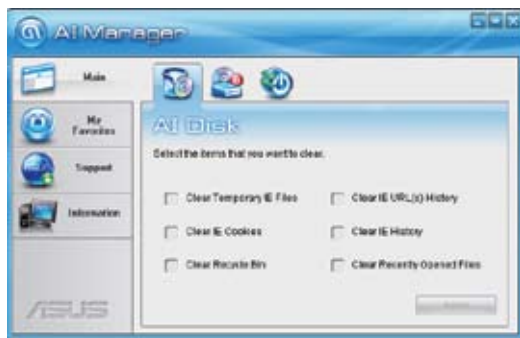 AI Manager
Main
My Favorites
Support
Information
AI Disk
Select the items that you want to clear.
Clear Temporary IE Files
Clear IE URL(s) History
Clear IE Cookies
Clear IE History
Clear Recycle Bin
Clear Recently Opened Files
ASUS